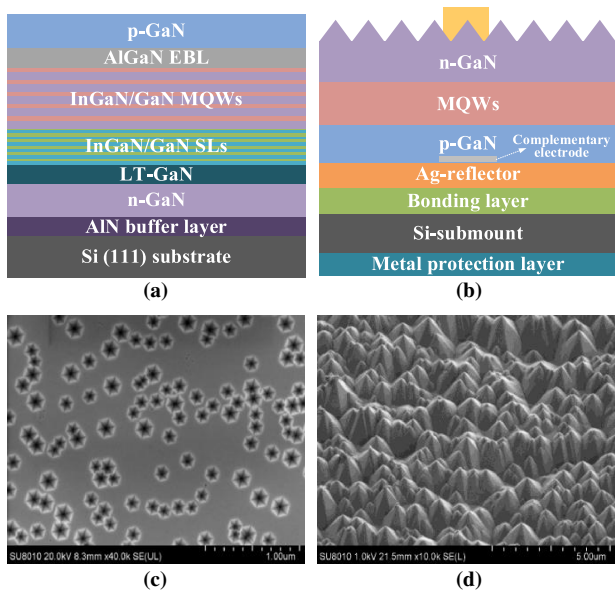 p-GaN
AlGaN EBL
InGaN/GaN MQWs
InGaN/GaN SLs
LT-GaN
n-GaN
AlN buffer layer
Si (111) substrate
(a)
n-GaN
MQWs
p-GaN
Complementary
electrode
Ag-reflector
Bonding layer
Si-submount
Metal protection layer
(b)
SU8010 20.0kV 8.3mm x40.0k SE(UL)
1.00um
(c)
SU8010 1.0kV 21.5mm x10.0k SE(L)
5.00um
(d)